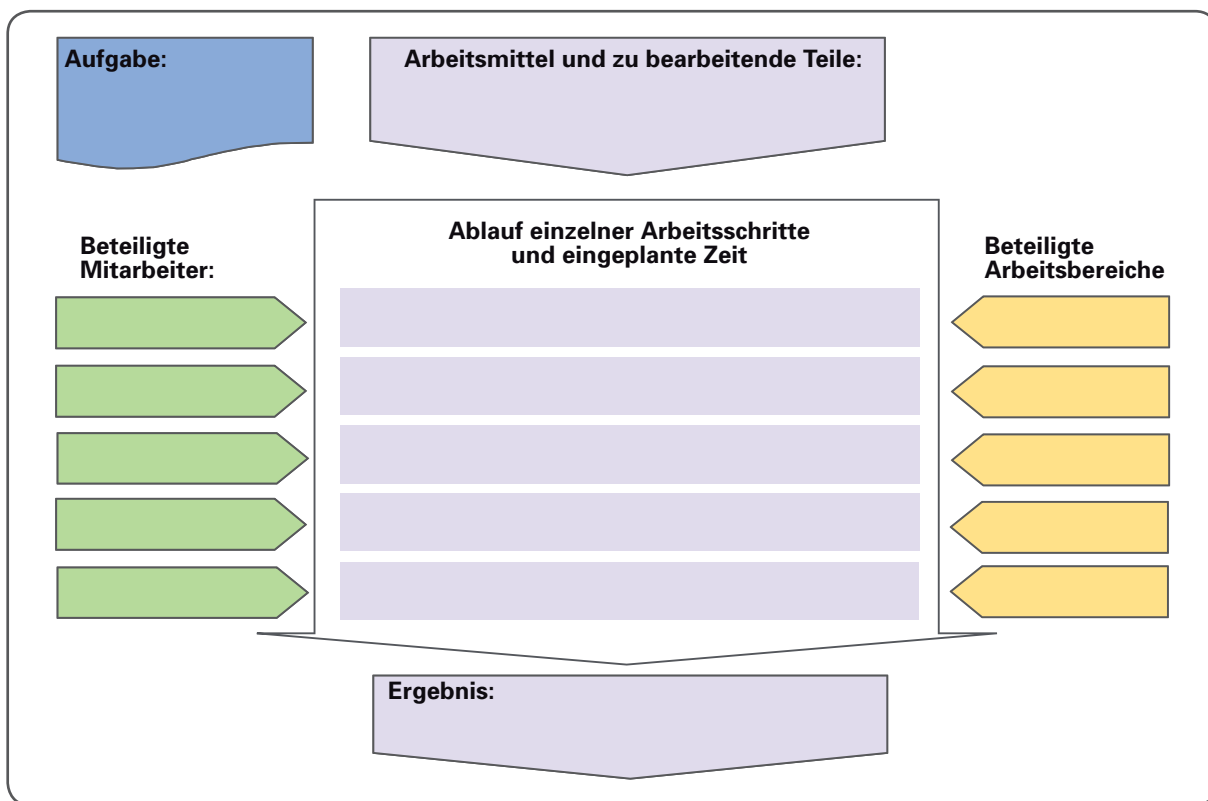 Aufgabe:
Arbeitsmittel und zu bearbeitende Teile:
Ablauf einzelner Arbeitsschritte
und eingeplante Zeit
Beteiligte
Mitarbeiter:
Beteiligte
Arbeitsbereiche
Ergebnis: